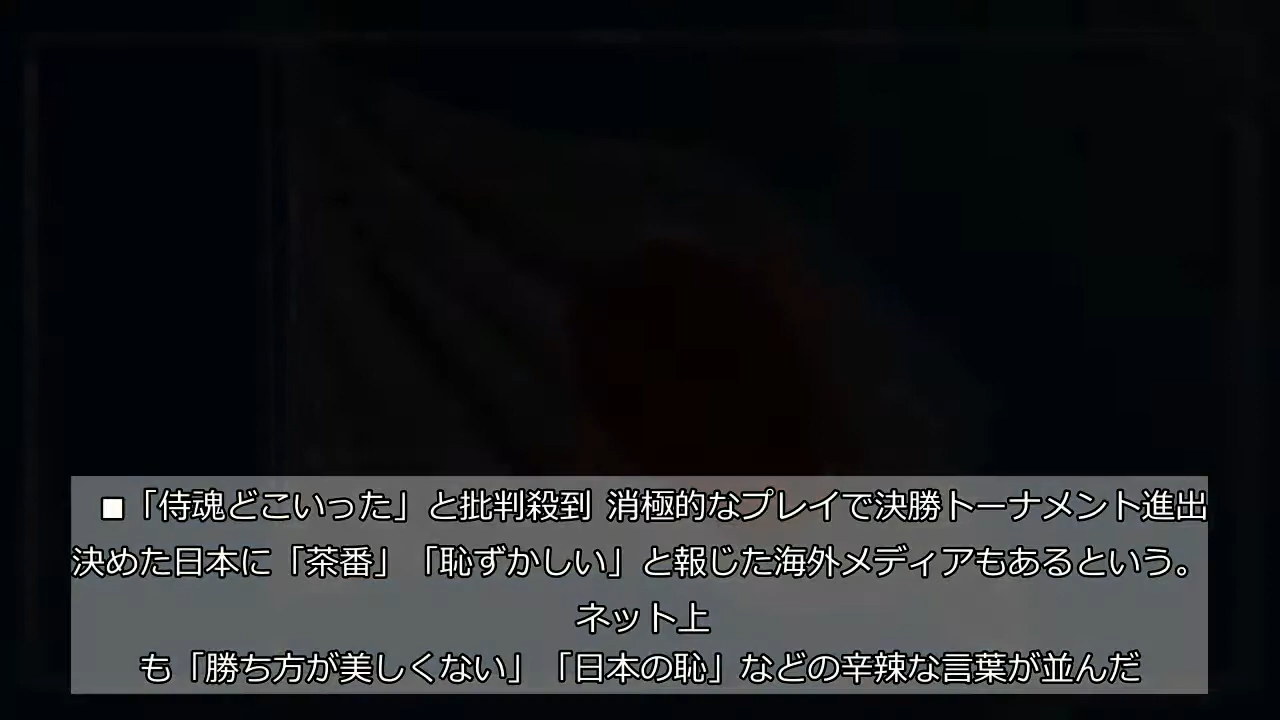 ■「侍魂どこいった」と批判殺到 消極的なプレイで決勝トーナメント進出
決めた日本に「茶番」「恥ずかしい」と報じた海外メディアもあるという。
ネット上
も「勝ち方が美しくない」「日本の恥」などの辛辣な言葉が並んだ